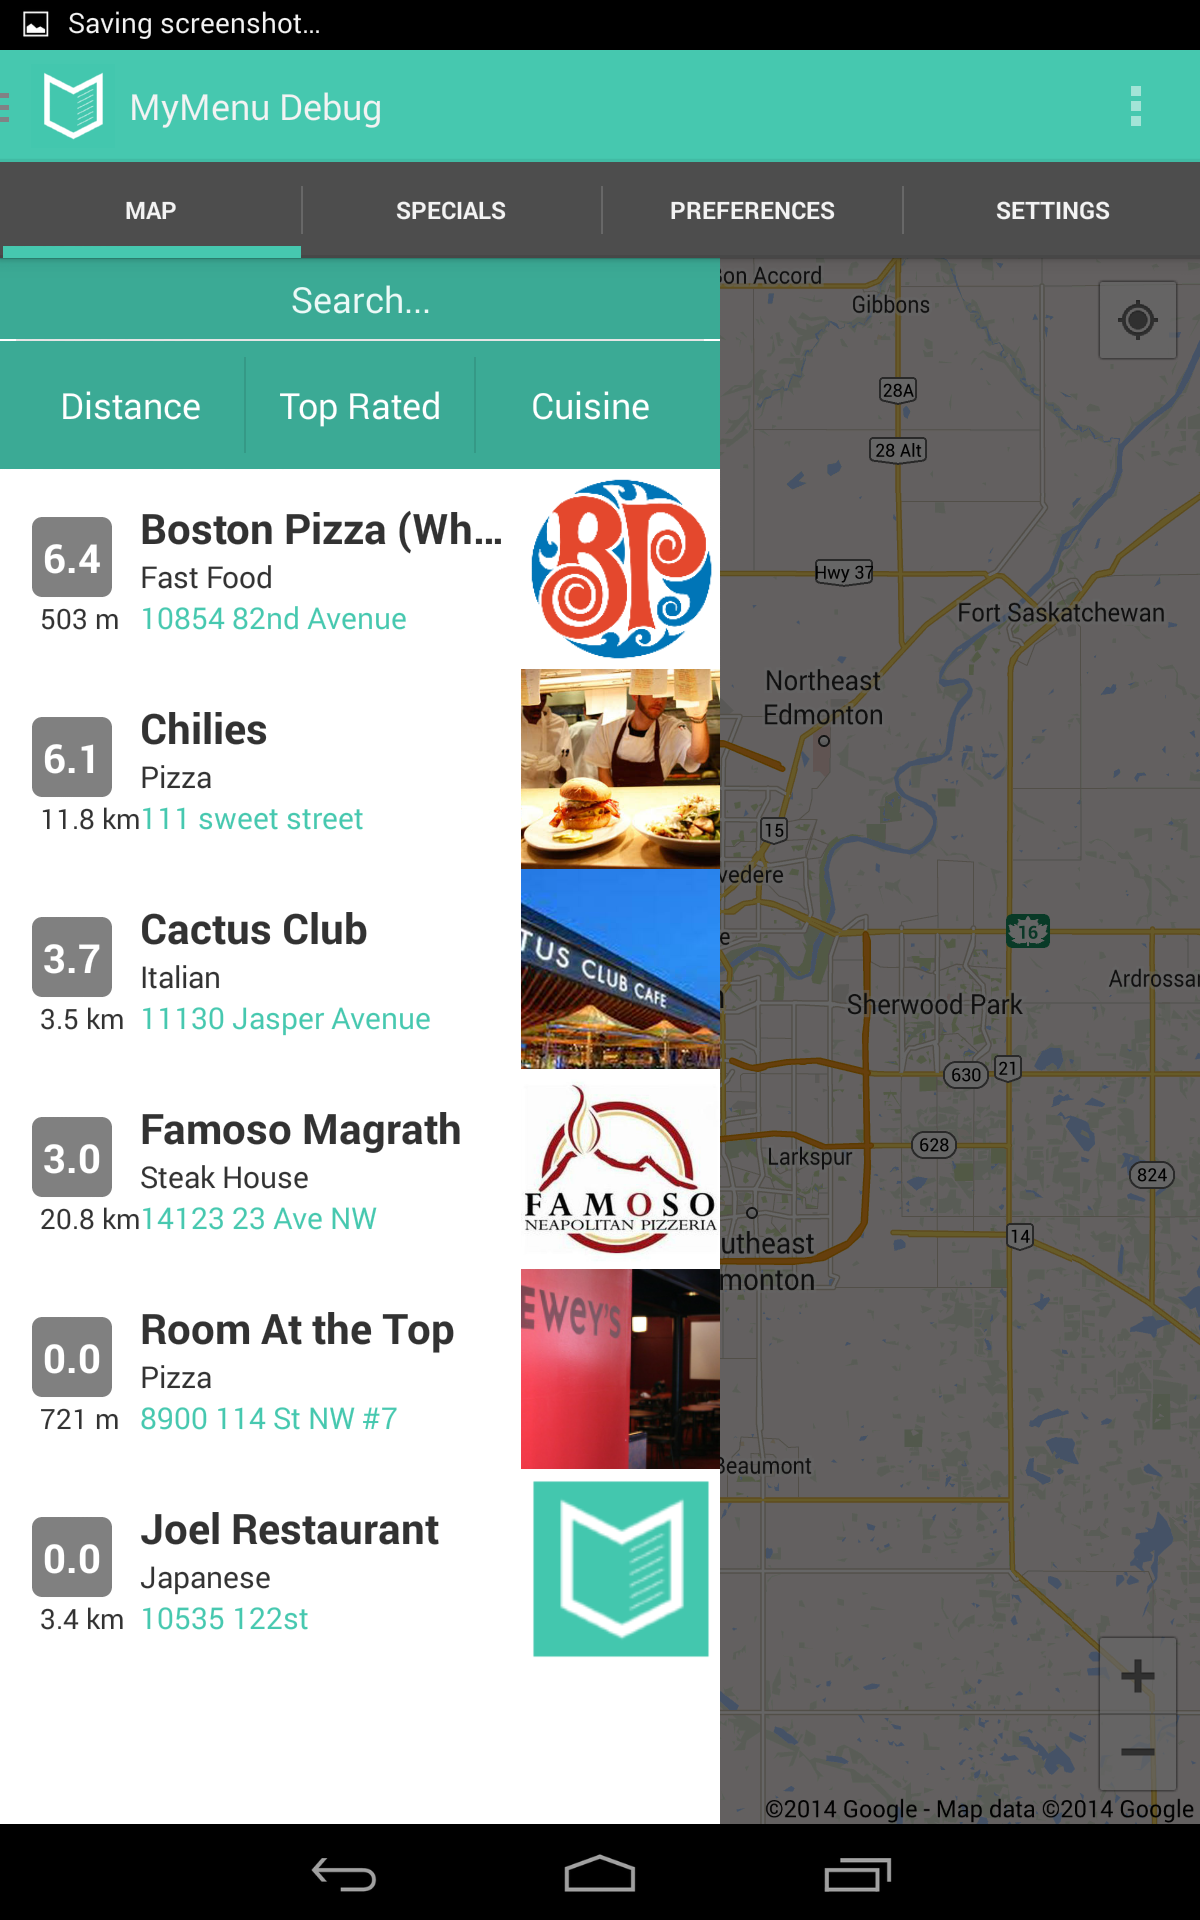 Saving screenshot...
MyMenu Debug
MAP
SPECIALS
PREFERENCES
SETTINGS
Search...
Distance
Top Rated
Cuisine
6.4
Boston Pizza (Wh...
Fast Food
503 m
10854 82nd Avenue
BP
6.1
Chilies
Pizza
11.8 km
111 sweet street
3.7
Cactus Club
Italian
3.5 km
11130 Jasper Avenue
TUS CLUB CAFE
3.0
Famoso Magrath
Steak House
20.8 km
14123 23 Ave NW
FAMOSO
NEAPOLITAN PIZZERIA
0.0
Room At the Top
Pizza
721 m
8900 114 St NW #7
EWEY'S
0.0
Joel Restaurant
Japanese
3.4 km
10535 122st
Bon Accord
Gibbons
28A
28 Alt
Hwy 37
Fort Saskatchewan
Northeast
Edmonton
15
vedere
16
Ardrossan
Sherwood Park
630
21
628
Larkspur
824
14
utheast
monton
Beaumont
©2014 Google - Map data ©2014 Google